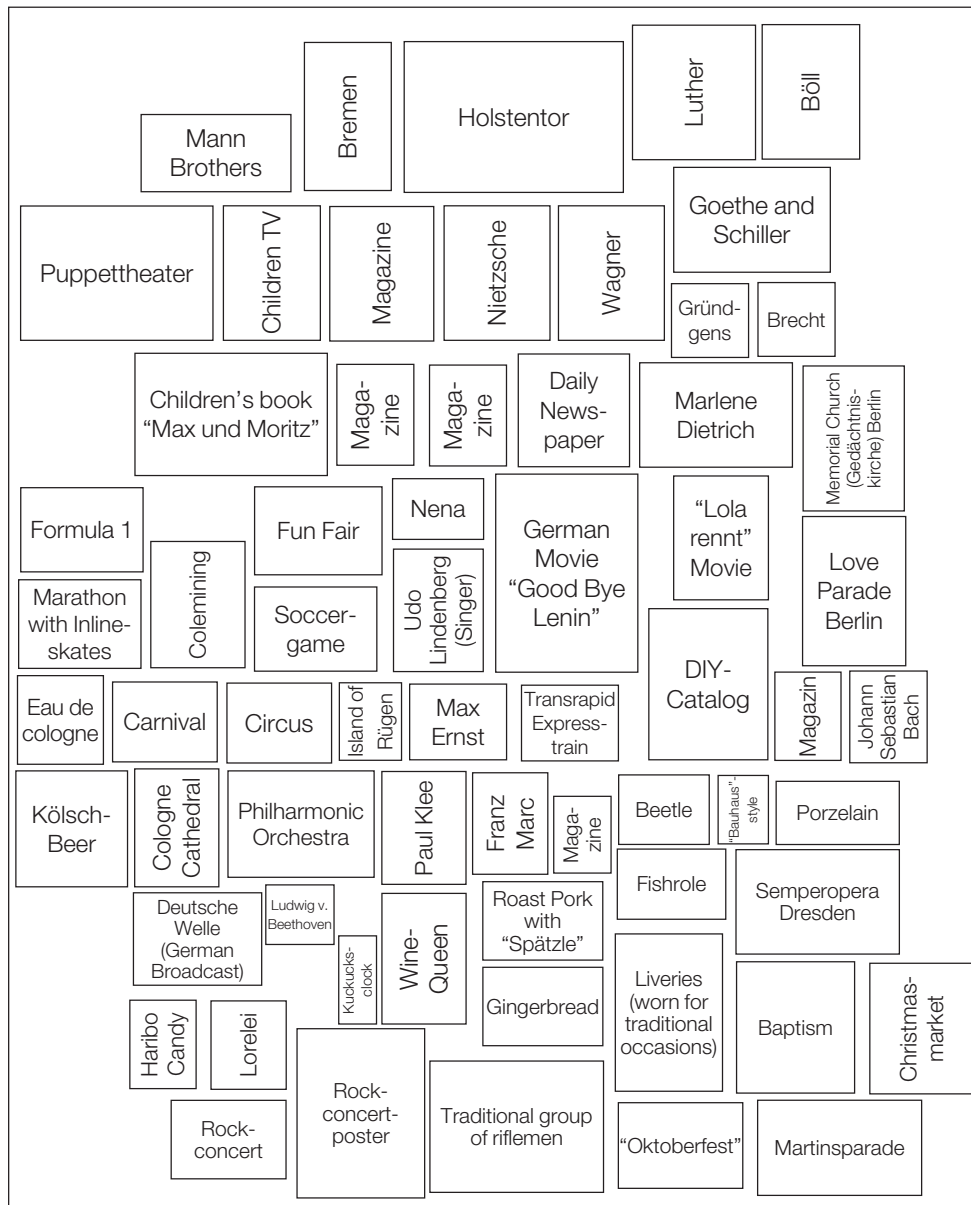 Mann
Brothers
Bremen
Holstentor
Luther
Böll
Goethe and
Schiller
Puppettheater
Children TV
Magazine
Nietzsche
Wagner
Gründ-
gens
Brecht
Children's book
“Max und Moritz”
Maga-
zine
Maga-
zine
Daily
News-
paper
Marlene
Dietrich
Memorial Church
(Gedächtnis-
kirche) Berlin
Formula 1
Colemining
Fun Fair
Nena
German
Movie
“Good Bye
Lenin”
“Lola
rennt”
Movie
Love
Parade
Berlin
Marathon
with Inline-
skates
Soccer-
game
Udo
Lindenberg
(Singer)
DIY-
Catalog
Eau de
cologne
Carnival
Circus
Island of
Rügen
Max
Ernst
Transrapid
Express-
train
Magazin
Johann
Sebastian
Bach
Kölsch-
Beer
Cologne
Cathedral
Philharmonic
Orchestra
Paul Klee
Franz
Marc
Maga-
zine
Beetle
“Bauhaus”-
style
Porzelain
Fishrole
Semperopera
Dresden
Deutsche
Welle
(German
Broadcast)
Ludwig v.
Beethoven
Kuckucks-
clock
Wine-
Queen
Roast Pork
with
“Spätzle”
Gingerbread
Liveries
(worn for
traditional
occasions)
Baptism
Christmas-
market
Haribo
Candy
Lorelei
Rock-
concert
Rock-
concert-
poster
Traditional group
of riflemen
“Oktoberfest”
Martinsparade